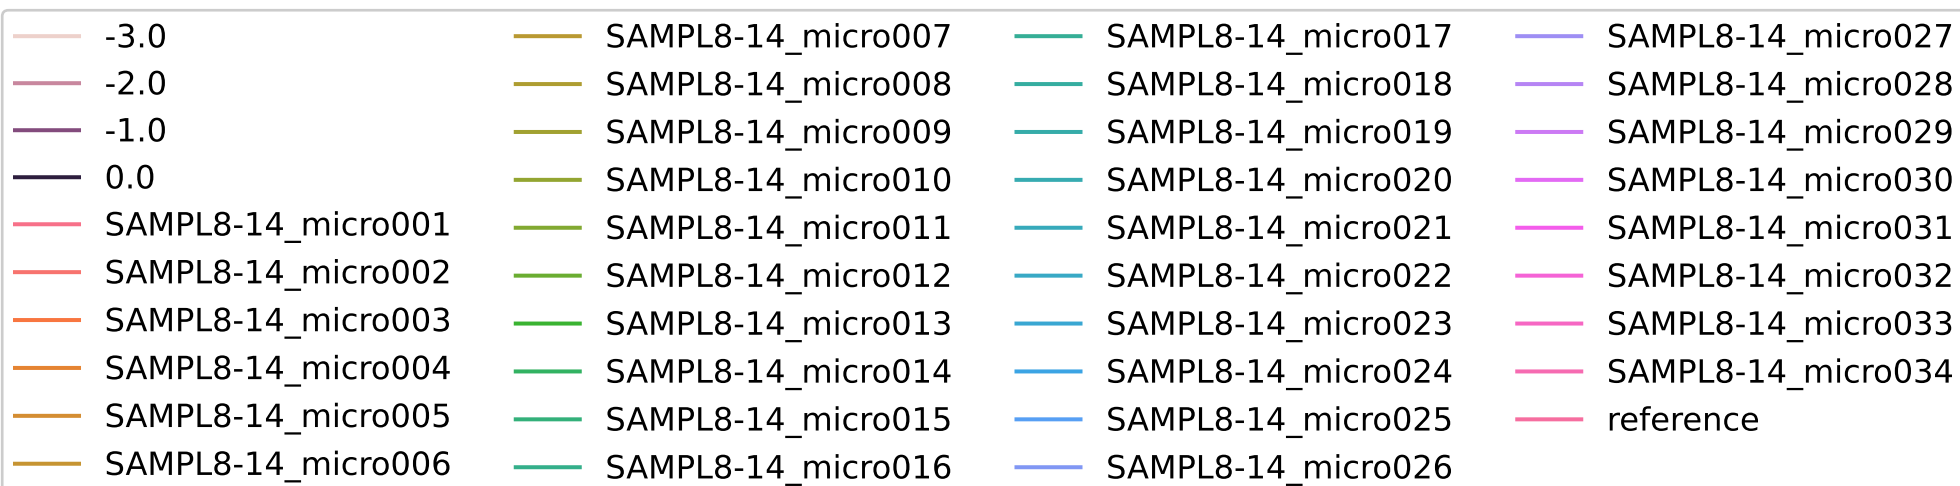 -3.0
-2.0
-1.0
0.0
SAMPL8-14_micro001
SAMPL8-14_micro002
SAMPL8-14_micro003
SAMPL8-14_micro004
SAMPL8-14_micro005
SAMPL8-14_micro006
SAMPL8-14_micro007
SAMPL8-14_micro008
SAMPL8-14_micro009
SAMPL8-14_micro010
SAMPL8-14_micro011
SAMPL8-14_micro012
SAMPL8-14_micro013
SAMPL8-14_micro014
SAMPL8-14_micro015
SAMPL8-14_micro016
SAMPL8-14_micro017
SAMPL8-14_micro018
SAMPL8-14_micro019
SAMPL8-14_micro020
SAMPL8-14_micro021
SAMPL8-14_micro022
SAMPL8-14_micro023
SAMPL8-14_micro024
SAMPL8-14_micro025
SAMPL8-14_micro026
SAMPL8-14_micro027
SAMPL8-14_micro028
SAMPL8-14_micro029
SAMPL8-14_micro030
SAMPL8-14_micro031
SAMPL8-14_micro032
SAMPL8-14_micro033
SAMPL8-14_micro034
reference